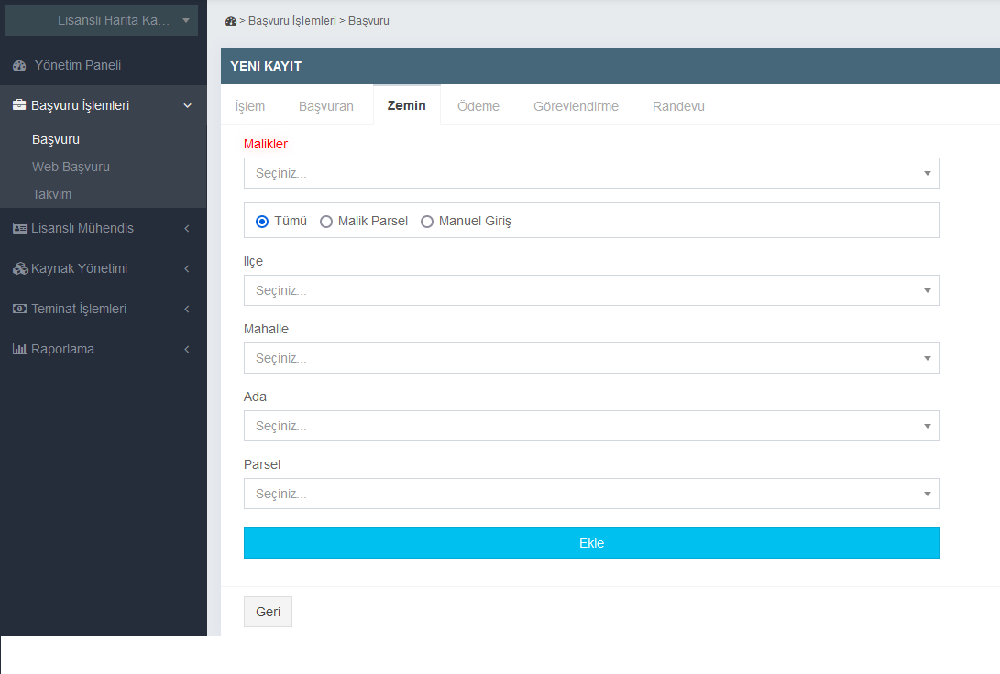 Lisanslı Harita Ka...
Yönetim Paneli
Başvuru İşlemleri
Başvuru
Web Başvuru
Takvim
Lisanslı Mühendis
Kaynak Yönetimi
Teminat İşlemleri
Raporlama
> Başvuru İşlemleri > Başvuru
YENİ KAYIT
İşlem Başvuran Zemin Ödeme Görevlendirme Randevu
Malikler
Seçiniz...
Tümü Malik Parsel Manuel Giriş
İlçe
Seçiniz...
Mahalle
Seçiniz...
Ada
Seçiniz...
Parsel
Seçiniz...
Ekle
Geri